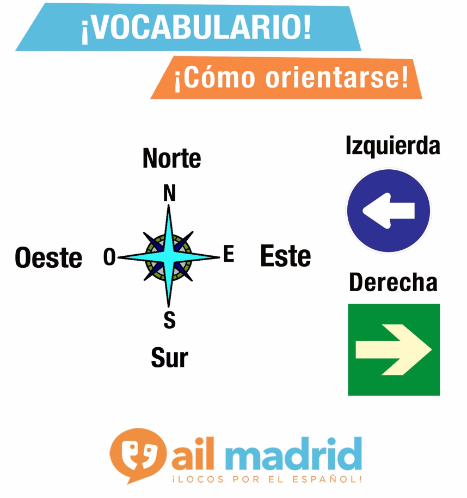 ¡VOCABULARIO!
¡Cómo orientarse!
Norte
N
Oeste O E Este
S
Sur
Izquierda
Derecha
ail madrid
¡LOCOS POR EL ESPAÑOL!